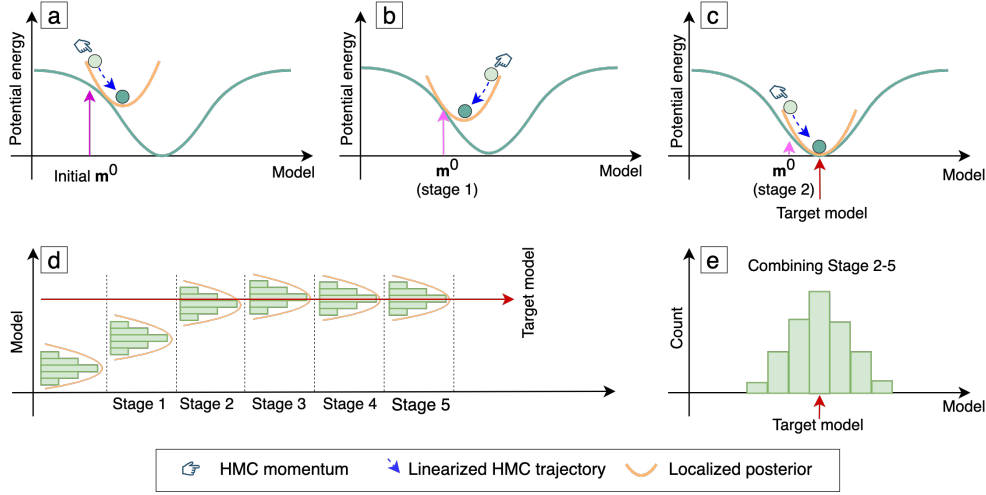 a
Potential energy
Initial m⁰
Model
b
Potential energy
m⁰
(stage 1)
Model
c
Potential energy
m⁰
(stage 2)
Model
Target model
d
Model
Target model
Stage 1
Stage 2
Stage 3
Stage 4
Stage 5
e
Combining Stage 2-5
Count
Model
Target model
HMC momentum
Linearized HMC trajectory
Localized posterior